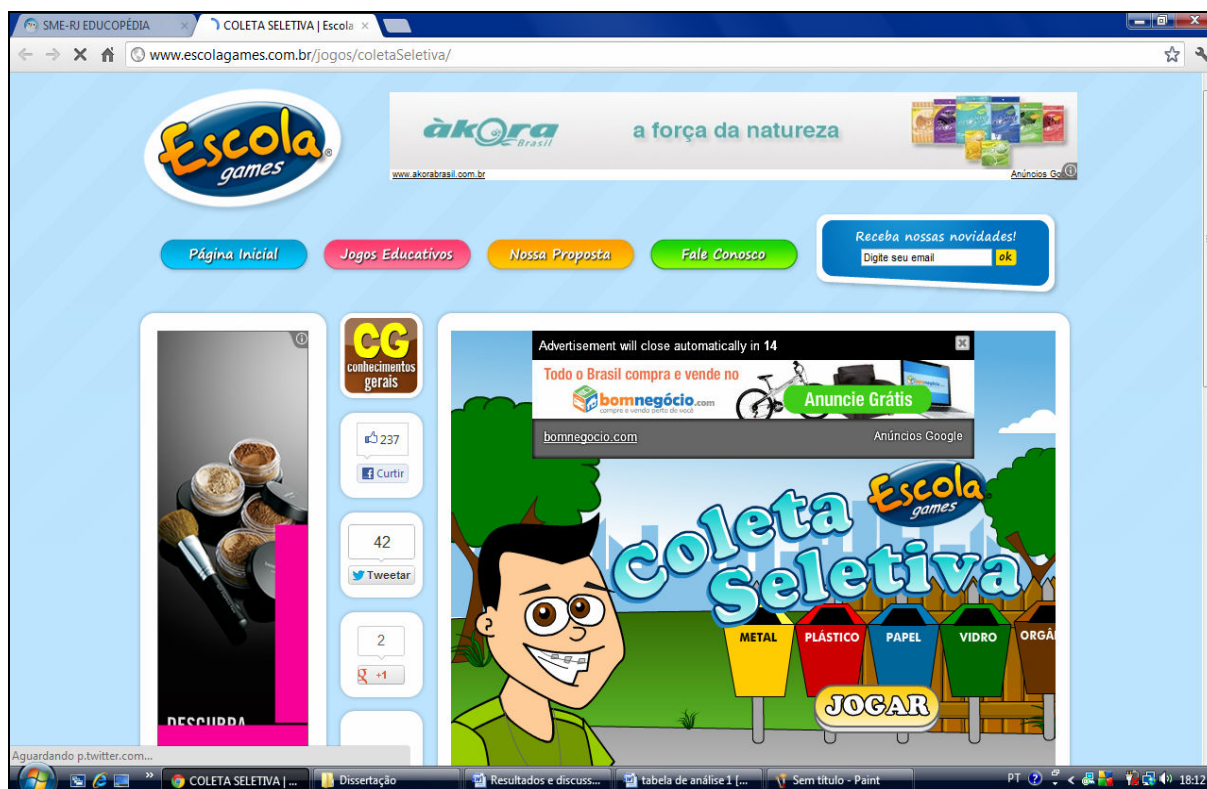 SME-RJ EDUCOPÉDIA
COLETA SELETIVA | Escola
www.escolagames.com.br/jogos/coletaSeletiva/
Escola
games
àkora
Brasil
a força da natureza
www.akorabrasil.com.br
Anúncios Go
Página Inicial
Jogos Educativos
Nossa Proposta
Fale Conosco
Receba nossas novidades!
Digite seu email
ok
CG
conhecimentos
gerais
237
Curtir
42
Tweetar
2
+1
DESCUBRA
Advertisement will close automatically in 14
Todo o Brasil compra e vende no
bomnegócio.com
compra e venda perto de você
Anuncie Grátis
bomnegocio.com
Anúncios Google
Escola
games
Coleta
Seletiva
METAL
PLÁSTICO
PAPEL
VIDRO
ORGÂ
JOGAR
Aguardando p.twitter.com...
COLETA SELETIVA | ...
Dissertação
Resultados e discuss...
tabela de análise 1 [...
Sem título - Paint
PT
18:12